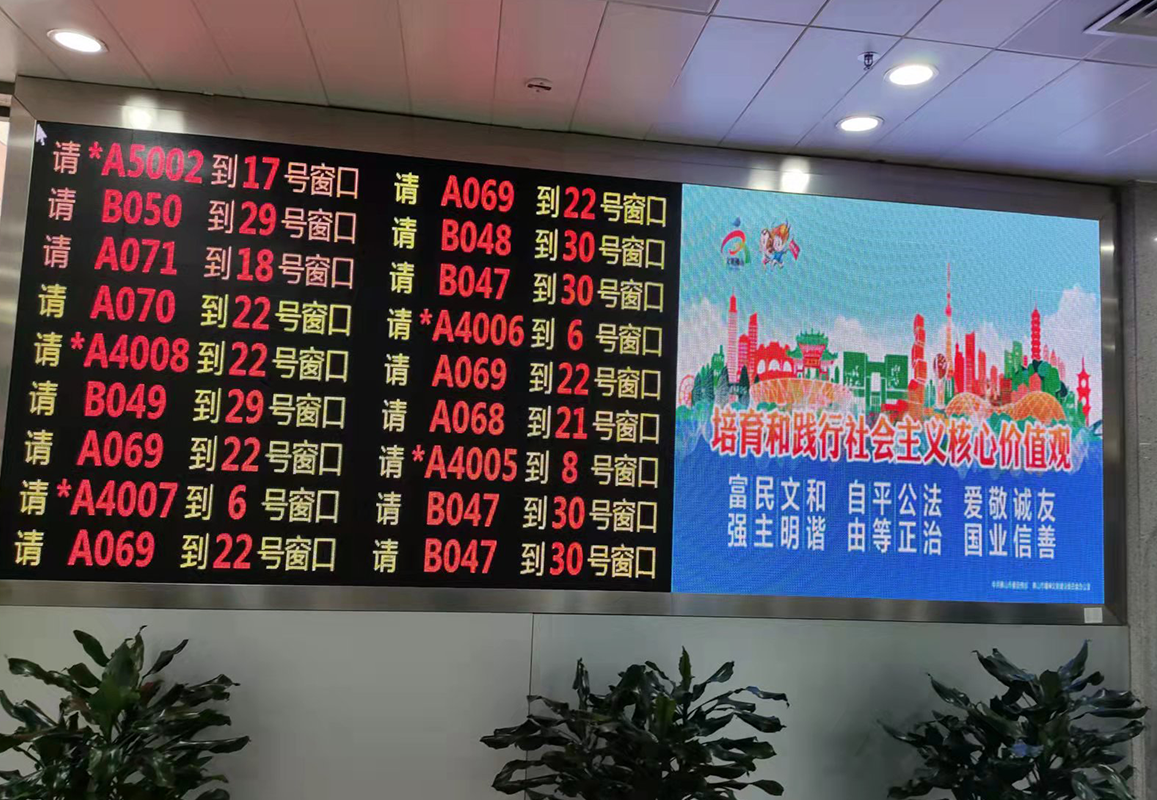 请 *A5002 到 17 号窗口
请 B050 到 29 号窗口
请 A071 到 18 号窗口
请 A070 到 22 号窗口
请 *A4008 到 22 号窗口
请 B049 到 29 号窗口
请 A069 到 22 号窗口
请 *A4007 到 6 号窗口
请 A069 到 22 号窗口
请 A069 到 22 号窗口
请 B048 到 30 号窗口
请 B047 到 30 号窗口
请 *A4006 到 6 号窗口
请 A069 到 22 号窗口
请 A068 到 21 号窗口
请 *A4005 到 8 号窗口
请 B047 到 30 号窗口
请 B047 到 30 号窗口
培育和践行社会主义核心价值观
富民文和 自平公法 爱敬诚友
强主明谐 由等正治 国业信善